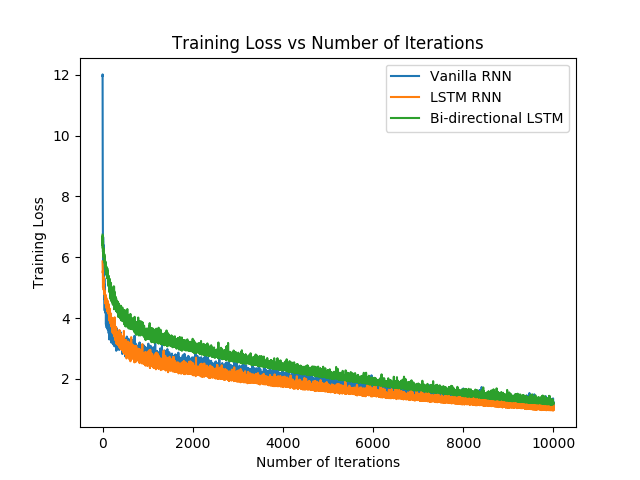 Training Loss vs Number of Iterations
Vanilla RNN
LSTM RNN
Bi-directional LSTM
12
10
8
6
4
2
Training Loss
0 2000 4000 6000 8000 10000
Number of Iterations